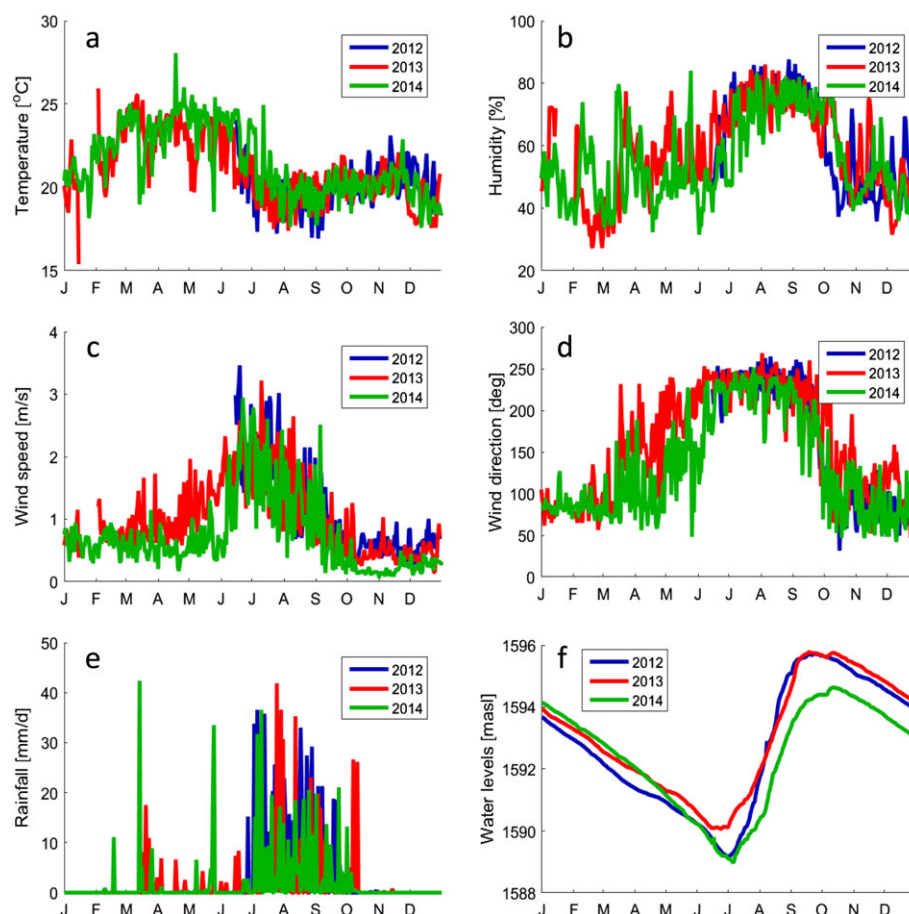 a
Temperature [°C]
30
25
20
15
2012
2013
2014
J F M A M J J A S O N D
b
Humidity [%]
100
80
60
40
20
2012
2013
2014
J F M A M J J A S O N D
c
Wind speed [m/s]
4
3
2
1
0
2012
2013
2014
J F M A M J J A S O N D
d
Wind direction [deg]
300
250
200
150
100
50
0
2012
2013
2014
J F M A M J J A S O N D
e
Rainfall [mm/d]
50
40
30
20
10
0
2012
2013
2014
J F M A M J J A S O N D
f
Water levels [masl]
1596
1594
1592
1590
1588
2012
2013
2014
J F M A M J J A S O N D